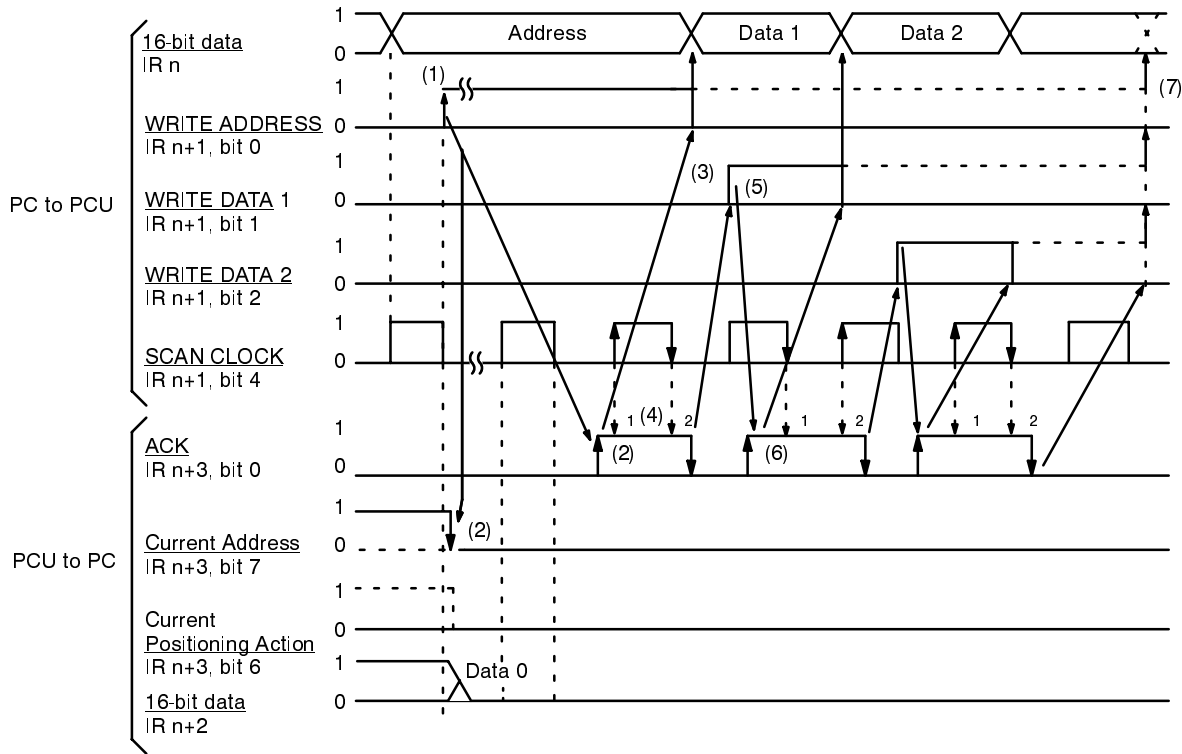 1
16-bit data
IR n
0
Address
Data 1
Data 2
(1)
1
(7)
WRITE ADDRESS
0
IR n+1, bit 0
1
(3)
(5)
PC to PCU
WRITE DATA 1
0
IR n+1, bit 1
1
WRITE DATA 2
0
IR n+1, bit 2
1
SCAN CLOCK
0
IR n+1, bit 4
1
(4)
2
1
2
1
2
1
ACK
0
IR n+3, bit 0
(2)
(6)
1
(2)
Current Address
0
IR n+3, bit 7
PCU to PC
1
Current
0
Positioning Action
IR n+3, bit 6
1
Data 0
16-bit data
0
IR n+2